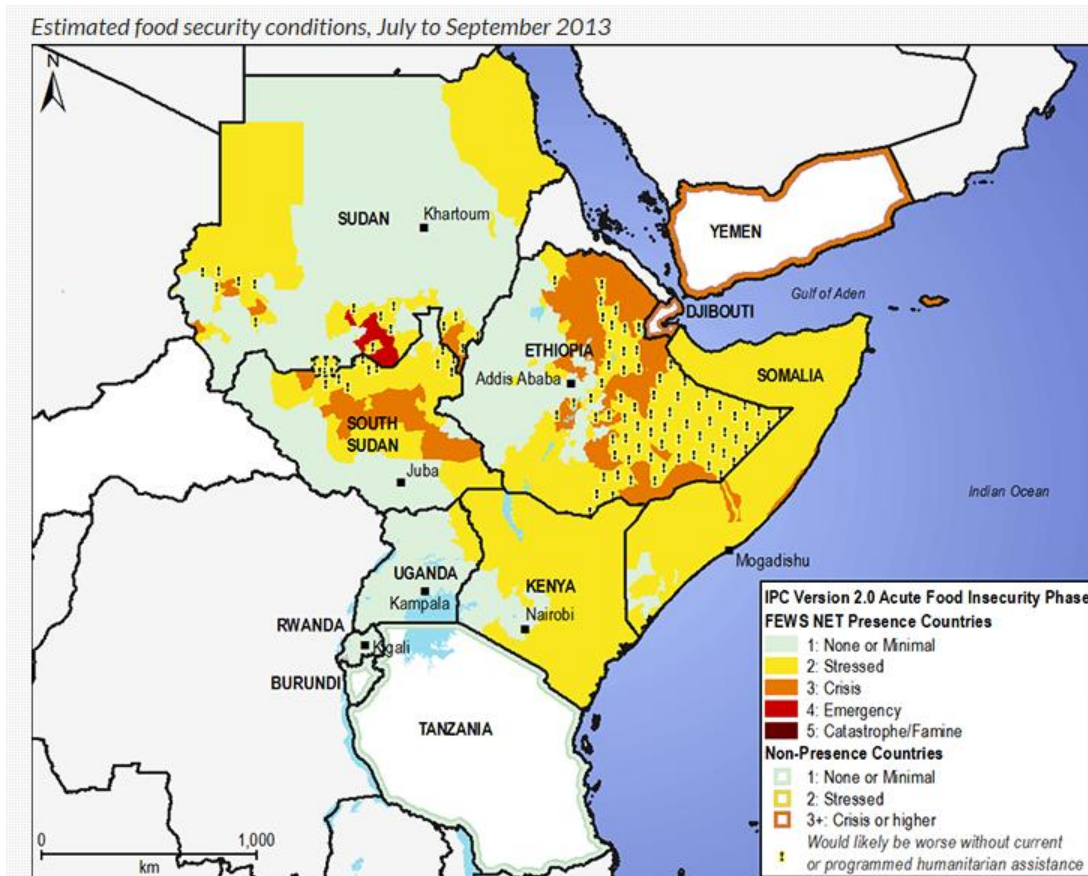 Estimated food security conditions, July to September 2013
N
SUDAN
Khartoum
YEMEN
Gulf of Aden
DJIBOUTI
ETHIOPIA
Addis Ababa
SOMALIA
SOUTH
SUDAN
Juba
Indian Ocean
Mogadishu
UGANDA
Kampala
KENYA
Nairobi
RWANDA
Kigali
BURUNDI
TANZANIA
0 1,000
km
IPC Version 2.0 Acute Food Insecurity Phase
FEWS NET Presence Countries
1: None or Minimal
2: Stressed
3: Crisis
4: Emergency
5: Catastrophe/Famine
Non-Presence Countries
1: None or Minimal
2: Stressed
3+: Crisis or higher
Would likely be worse without current
! or programmed humanitarian assistance